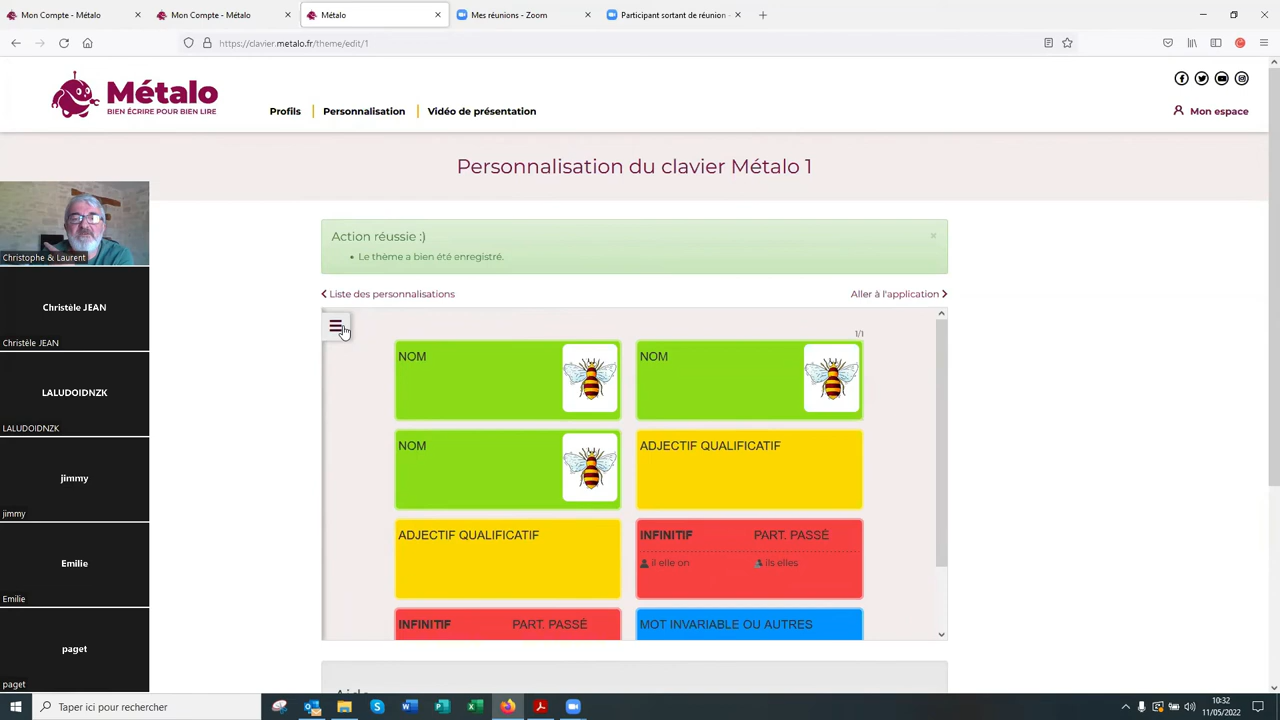 Mon Compte - Métalo
Mon Compte - Métalo
Métalo
Mes réunions - Zoom
Participant sortant de réunion -
https://clavier.metalo.fr/theme/edit/1
Métalo
BIEN ÉCRIRE POUR BIEN LIRE
Profils
Personnalisation
Vidéo de présentation
Mon espace
Personnalisation du clavier Métalo 1
Action réussie :)
Le thème a bien été enregistré.
Liste des personnalisations
Aller à l'application
1/1
NOM
NOM
NOM
ADJECTIF QUALIFICATIF
ADJECTIF QUALIFICATIF
INFINITIF PART. PASSÉ
il elle on ils elles
INFINITIF PART. PASSÉ
MOT INVARIABLE OU AUTRES
Christophe & Laurent
Christéle JEAN
Christéle JEAN
LALUDOIDNZK
LALUDOIDNZK
jimmy
jimmy
Emilie
Emilie
paget
paget
Taper ici pour rechercher
10:32
11/05/2022